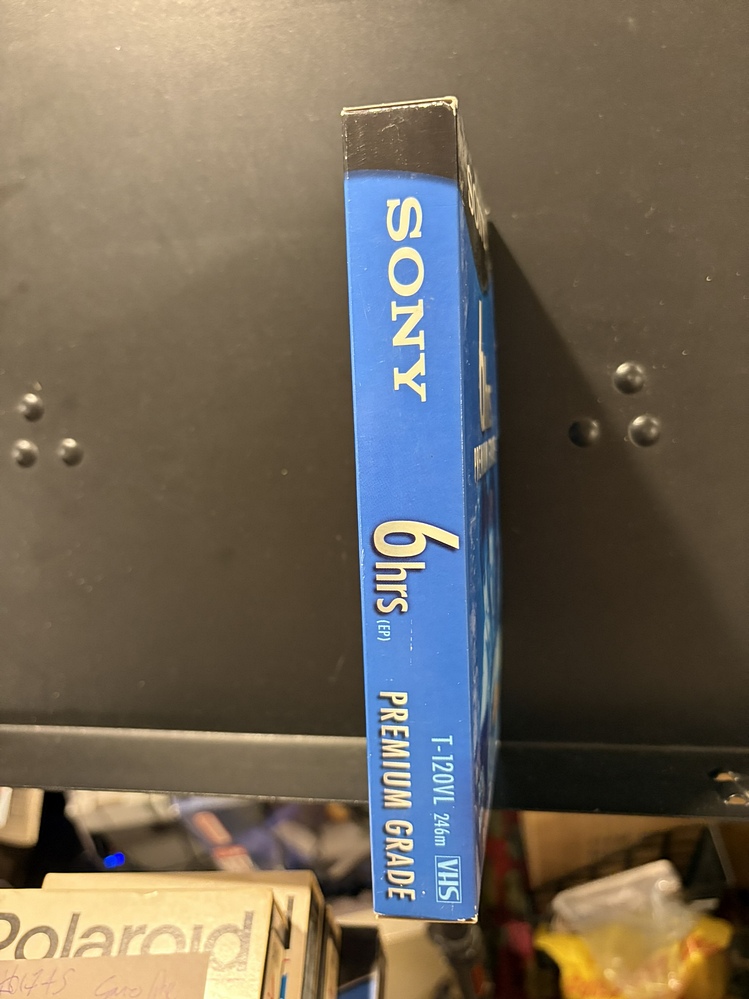 SONY
6hrs (EP)
PREMIUM GRADE
T-120VL 246m VHS
Polaroid